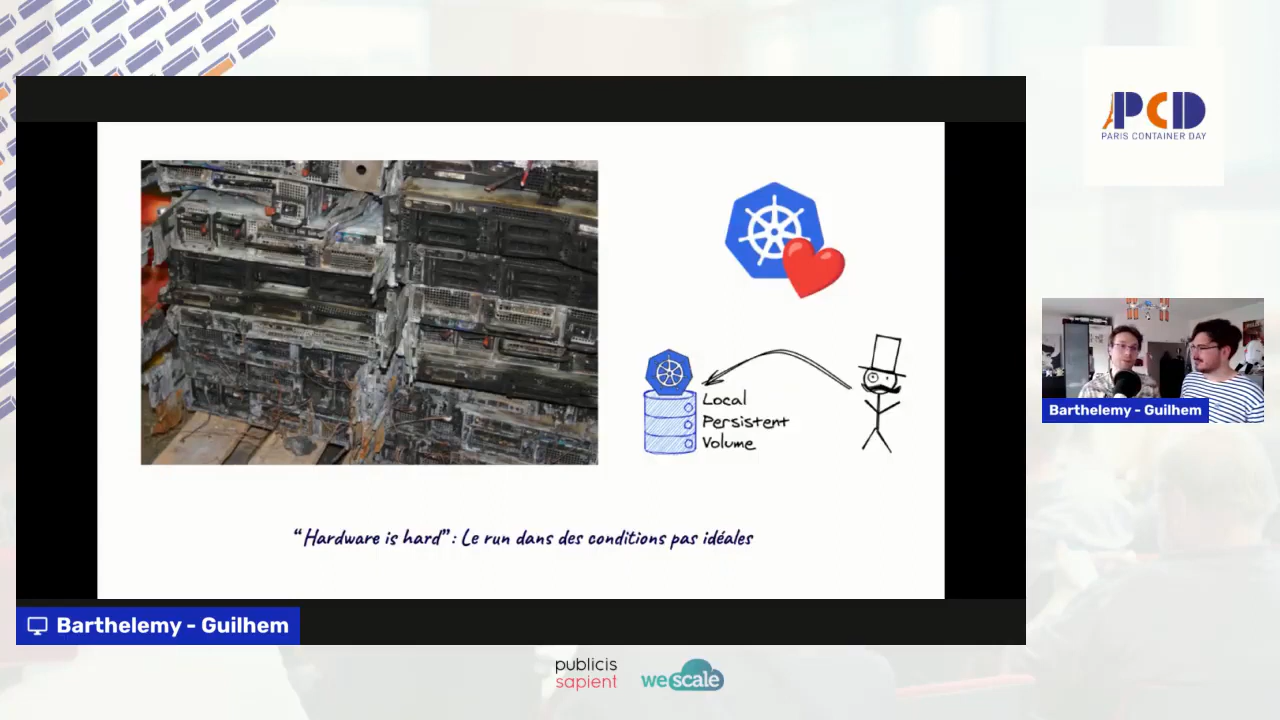 PCD
PARIS CONTAINER DAY
Local
Persistent
Volume
“Hardware is hard” : Le run dans des conditions pas idéales
Barthelemy - Guilhem
Barthelemy - Guilhem
publicis
sapient
wescale